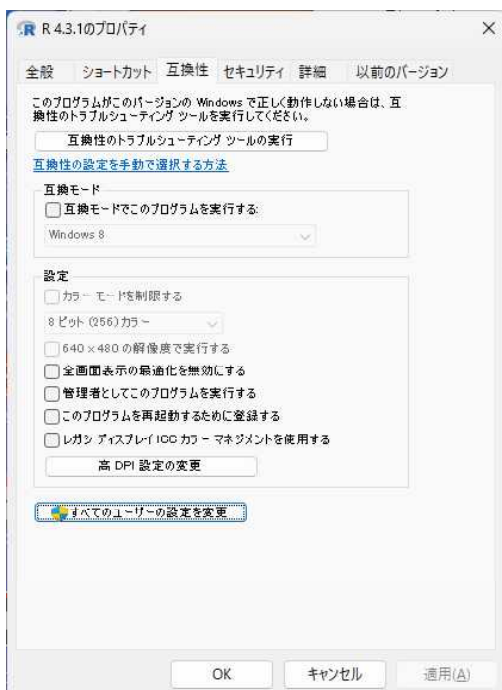 R 4.3.1のプロパティ
全般 ショートカット 互換性 セキュリティ 詳細 以前のバージョン
このプログラムがこのバージョンの Windows で正しく動作しない場合は、互
換性のトラブルシューティング ツールを実行してください。
互換性のトラブルシューティング ツールの実行
互換性の設定を手動で選択する方法
互換モード
互換モードでこのプログラムを実行する:
Windows 8
設定
カラー モードを制限する
8 ビット (256) カラー
640 × 480 の解像度で実行する
全画面表示の最適化を無効にする
管理者としてこのプログラムを実行する
このプログラムを再起動するために登録する
レガシ ディスプレイ ICC カラー マネジメントを使用する
高 DPI 設定の変更
すべてのユーザーの設定を変更
OK キャンセル 適用(A)